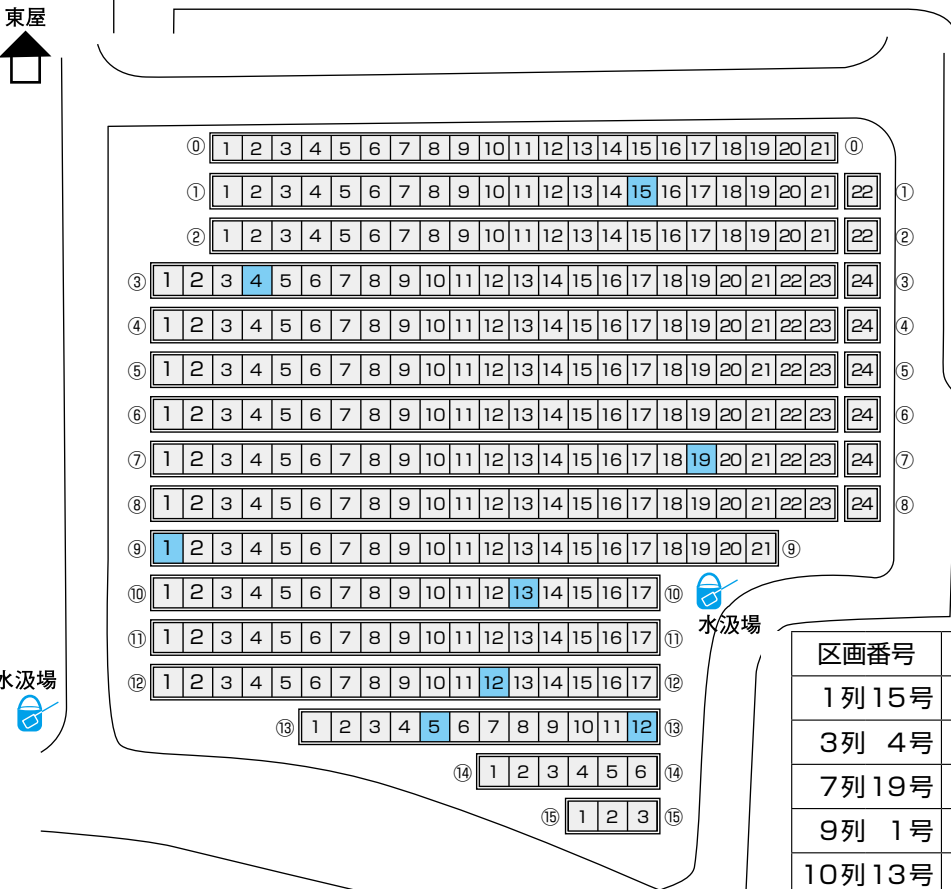 東屋
⓪ 1 2 3 4 5 6 7 8 9 10 11 12 13 14 15 16 17 18 19 20 21 ⓪
① 1 2 3 4 5 6 7 8 9 10 11 12 13 14 15 16 17 18 19 20 21 22 ①
② 1 2 3 4 5 6 7 8 9 10 11 12 13 14 15 16 17 18 19 20 21 22 ②
③ 1 2 3 4 5 6 7 8 9 10 11 12 13 14 15 16 17 18 19 20 21 22 23 24 ③
④ 1 2 3 4 5 6 7 8 9 10 11 12 13 14 15 16 17 18 19 20 21 22 23 24 ④
⑤ 1 2 3 4 5 6 7 8 9 10 11 12 13 14 15 16 17 18 19 20 21 22 23 24 ⑤
⑥ 1 2 3 4 5 6 7 8 9 10 11 12 13 14 15 16 17 18 19 20 21 22 23 24 ⑥
⑦ 1 2 3 4 5 6 7 8 9 10 11 12 13 14 15 16 17 18 19 20 21 22 23 24 ⑦
⑧ 1 2 3 4 5 6 7 8 9 10 11 12 13 14 15 16 17 18 19 20 21 22 23 24 ⑧
⑨ 1 2 3 4 5 6 7 8 9 10 11 12 13 14 15 16 17 18 19 20 21 ⑨
⑩ 1 2 3 4 5 6 7 8 9 10 11 12 13 14 15 16 17 ⑩
水汲場
⑪ 1 2 3 4 5 6 7 8 9 10 11 12 13 14 15 16 17 ⑪
⑫ 1 2 3 4 5 6 7 8 9 10 11 12 13 14 15 16 17 ⑫
水汲場
⑬ 1 2 3 4 5 6 7 8 9 10 11 12 ⑬
⑭ 1 2 3 4 5 6 ⑭
⑮ 1 2 3 ⑮
区画番号
1列15号
3列 4号
7列19号
9列 1号
10列13号